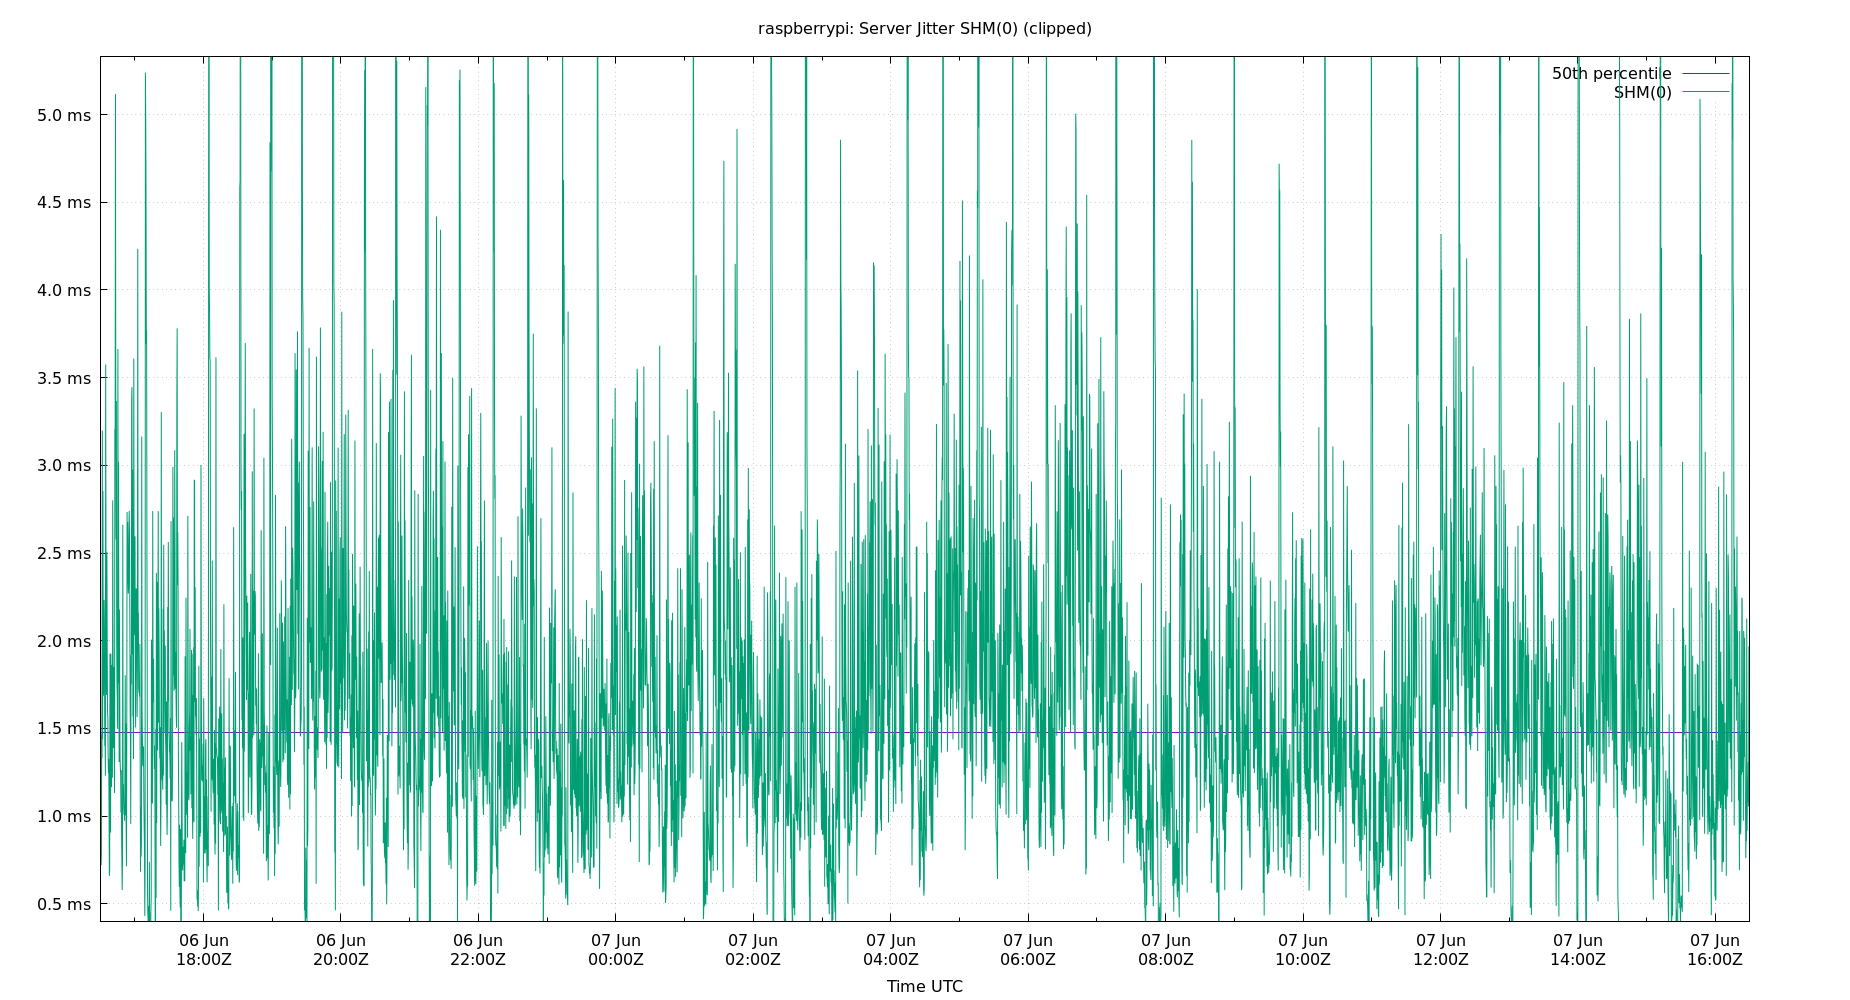 raspberrypi: Server Jitter SHM(0) (clipped)
50th percentile
SHM(0)
5.0 ms
4.5 ms
4.0 ms
3.5 ms
3.0 ms
2.5 ms
2.0 ms
1.5 ms
1.0 ms
0.5 ms
06 Jun 06 Jun 06 Jun 07 Jun 07 Jun 07 Jun 07 Jun 07 Jun 07 Jun 07 Jun 07 Jun 07 Jun
18:00Z 20:00Z 22:00Z 00:00Z 02:00Z 04:00Z 06:00Z 08:00Z 10:00Z 12:00Z 14:00Z 16:00Z
Time UTC